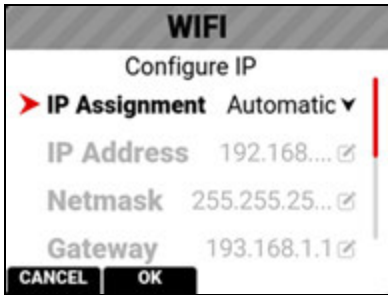 WIFI
Configure IP
IP Assignment Automatic
IP Address 192.168....
Netmask 255.255.25...
Gateway 193.168.1.1
CANCEL OK